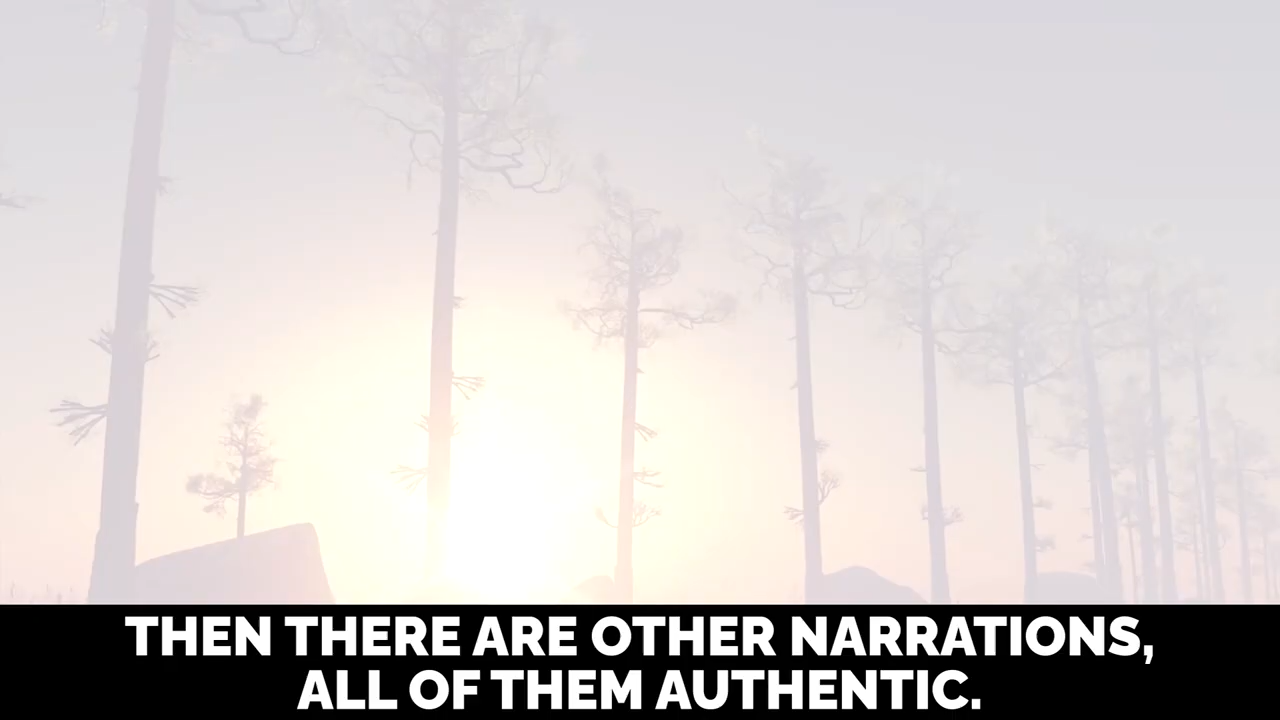 THEN THERE ARE OTHER NARRATIONS,
ALL OF THEM AUTHENTIC.